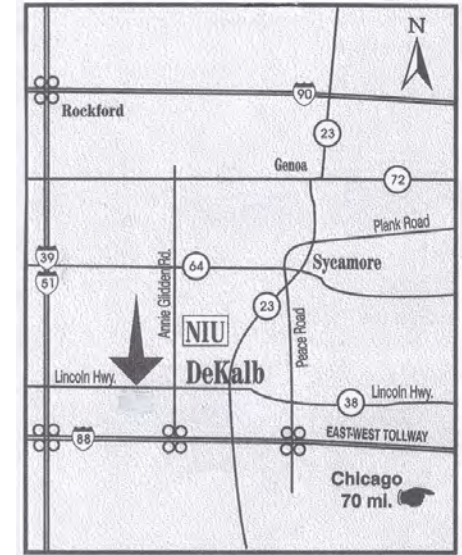 N
90
Rockford
23
Genoa
72
Plank Road
39
51
Annie Glidden Rd.
64
Sycamore
23
Peace Road
NIU
DeKalb
Lincoln Hwy.
38
Lincoln Hwy.
88
EAST-WEST TOLLWAY
Chicago
70 mi.